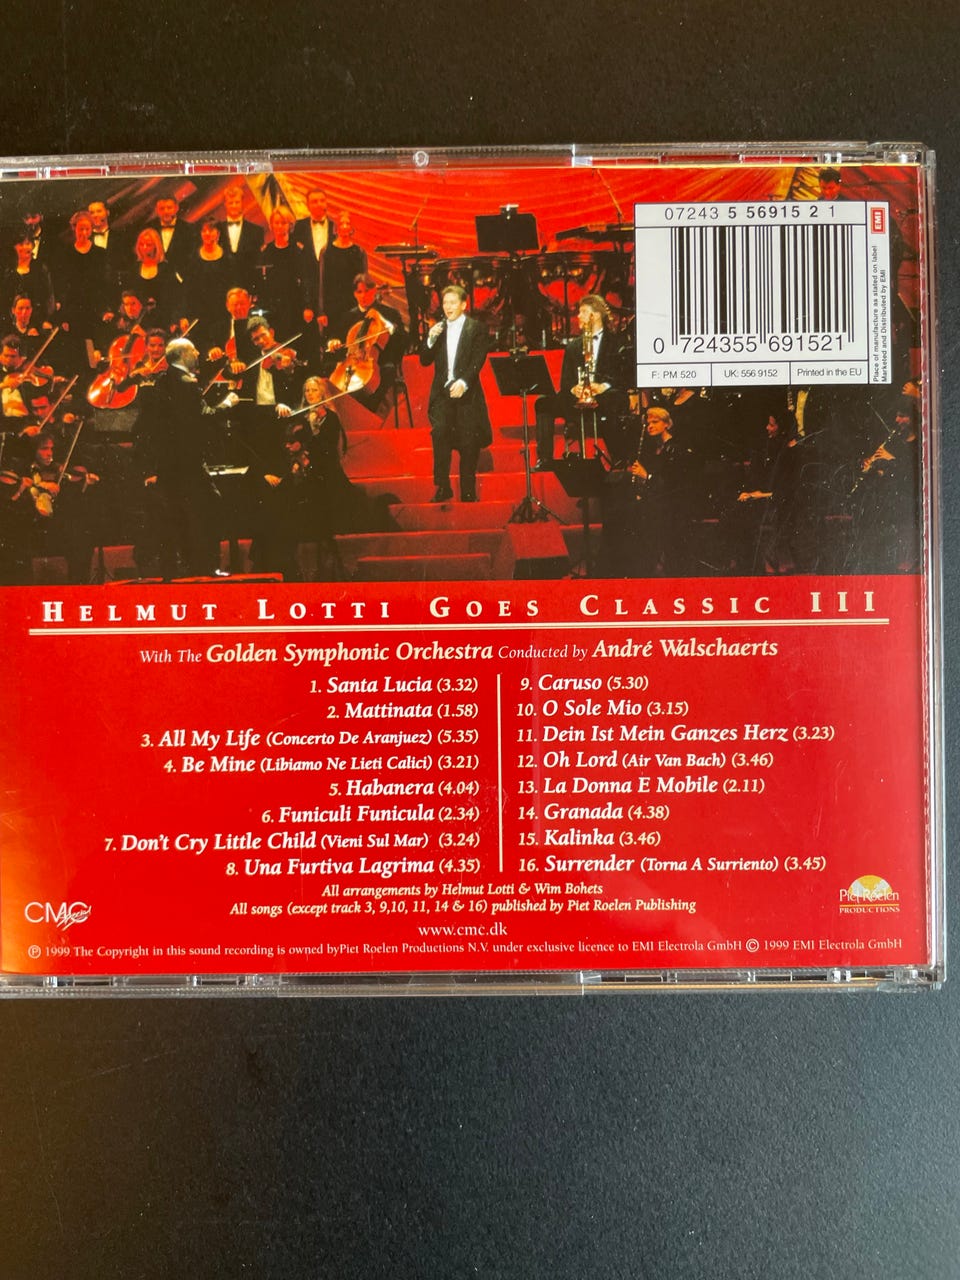 07243 5 56915 2 1
EMI
0 724355 691521
Place of manufacture as stated on label
Marketed and Distributed by EMI
F: PM 520
UK: 556 9152
Printed in the EU
HELMUT LOTTI GOES CLASSIC III
With The Golden Symphonic Orchestra Conducted by André Walschaerts
1. Santa Lucia (3.32)
2. Mattinata (1.58)
3. All My Life (Concerto De Aranjuez) (5.35)
4. Be Mine (Libiamo Ne Lieti Calici) (3.21)
5. Habanera (4.04)
6. Funiculi Funicula (2.34)
7. Don't Cry Little Child (Vieni Sul Mar) (3.24)
8. Una Furtiva Lagrima (4.35)
9. Caruso (5.30)
10. O Sole Mio (3.15)
11. Dein Ist Mein Ganzes Herz (3.23)
12. Oh Lord (Air Van Bach) (3.46)
13. La Donna E Mobile (2.11)
14. Granada (4.38)
15. Kalinka (3.46)
16. Surrender (Torna A Surriento) (3.45)
All arrangements by Helmut Lotti & Wim Bohets
All songs (except track 3, 9,10, 11, 14 & 16) published by Piet Roelen Publishing
CMC
Piet Roelen
PRODUCTIONS
www.cmc.dk
℗ 1999 The Copyright in this sound recording is owned byPiet Roelen Productions N.V. under exclusive licence to EMI Electrola GmbH © 1999 EMI Electrola GmbH